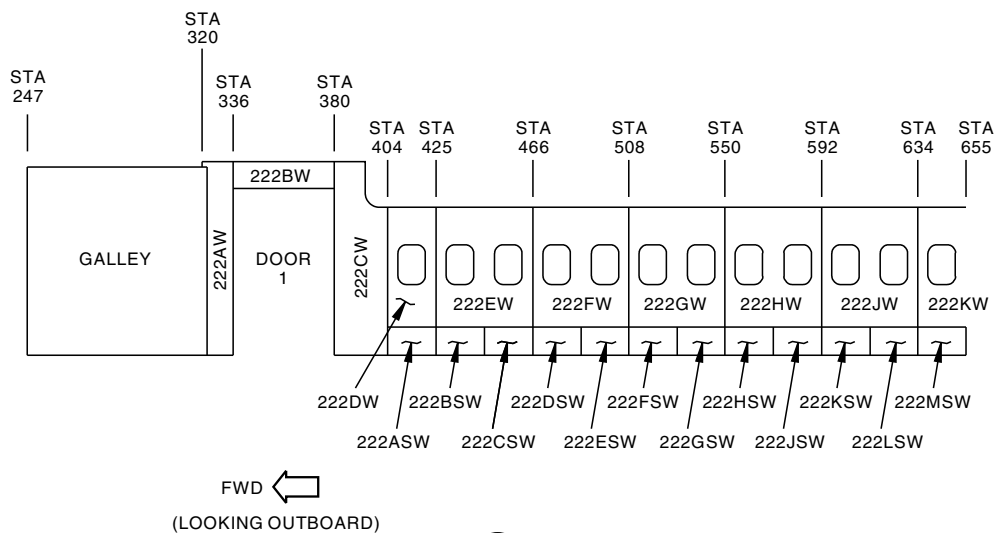 STA
320
STA
247
STA
336
STA
380
STA
404
STA
425
STA
466
STA
508
STA
550
STA
592
STA
634
STA
655
222BW
GALLEY
222AW
DOOR
1
222CW
222EW
222FW
222GW
222HW
222JW
222KW
222DW
222BSW
222DSW
222FSW
222HSW
222KSW
222MSW
222ASW
222CSW
222ESW
222GSW
222JSW
222LSW
FWD
(LOOKING OUTBOARD)